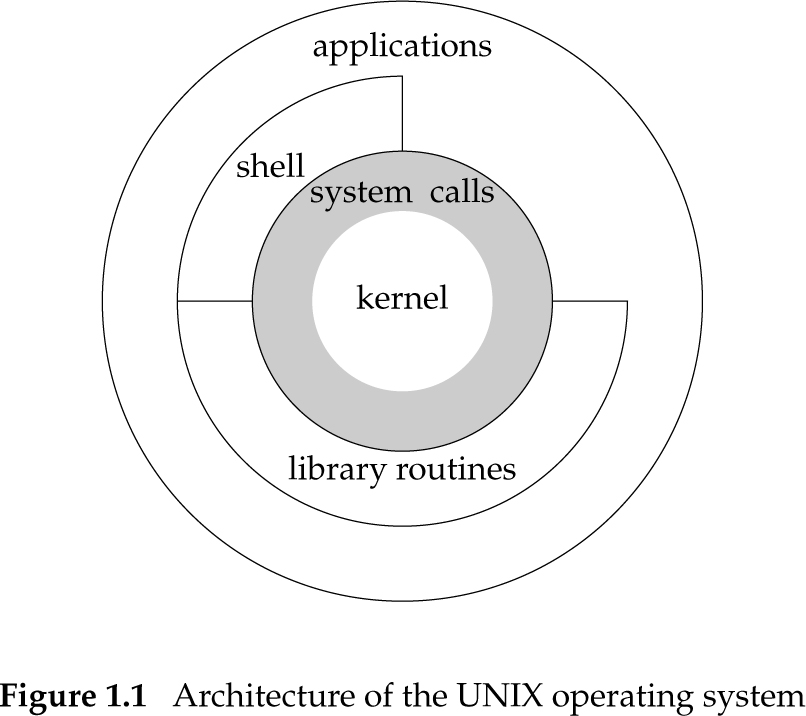 applications
shell
system calls
kernel
library routines
Figure 1.1 Architecture of the UNIX operating system